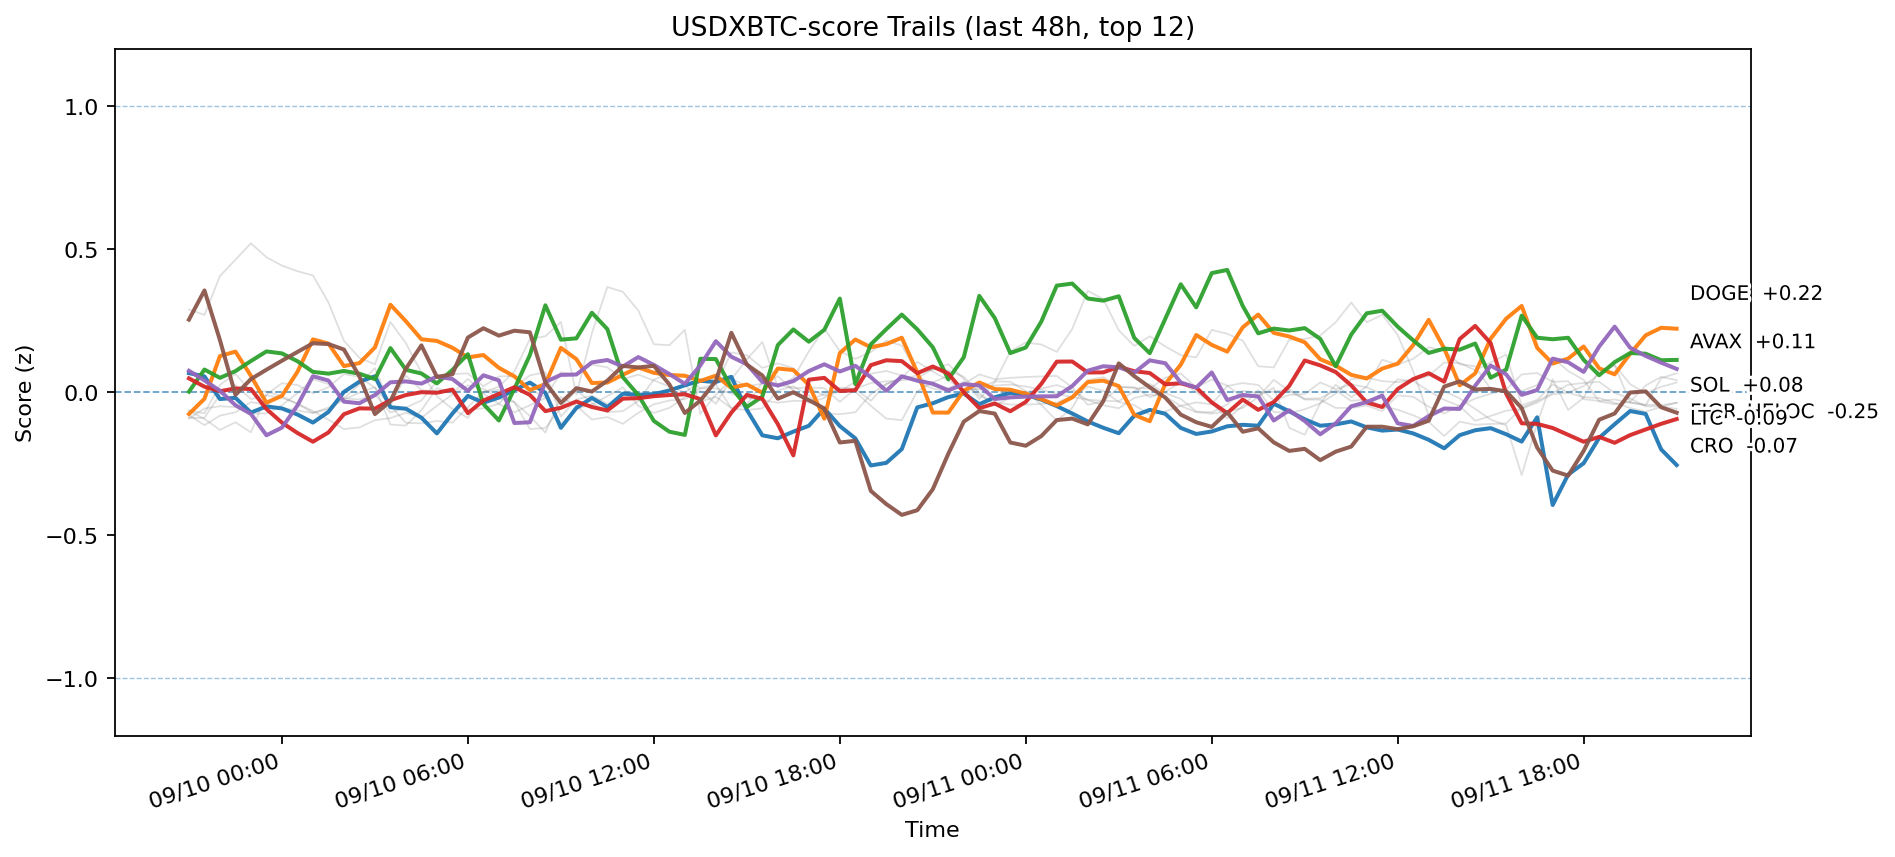 USDXBTC-score Trails (last 48h, top 12)
Score (z)
1.0
0.5
0.0
−0.5
−1.0
DOGE +0.22
AVAX +0.11
SOL +0.08
-0.25
LTC -0.09
CRO -0.07
09/10 00:00
09/10 06:00
09/10 12:00
09/10 18:00
09/11 00:00
09/11 06:00
09/11 12:00
09/11 18:00
Time